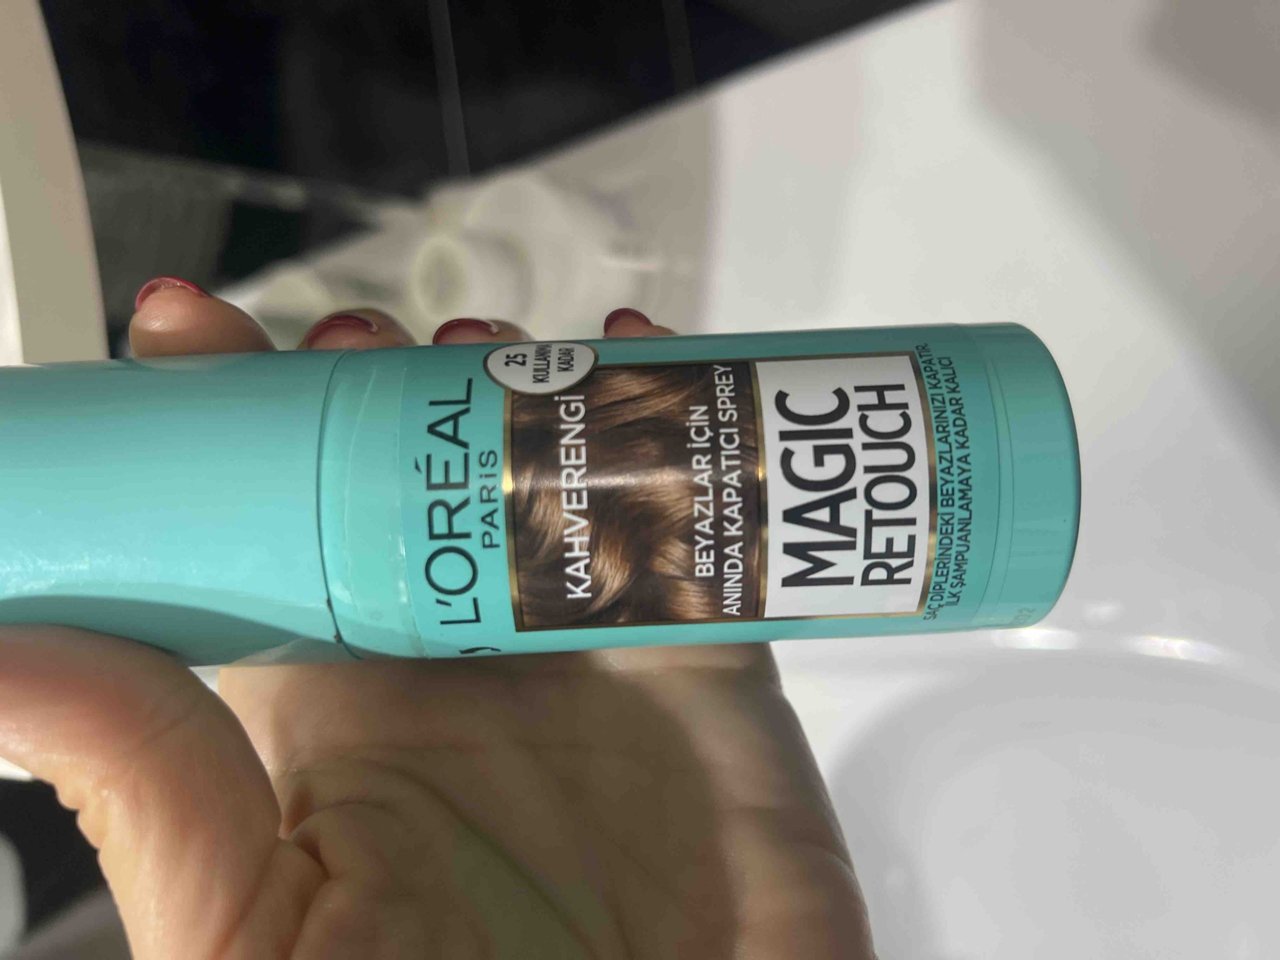 L'ORÉAL
PARİS
25
KULLANIMA
KADAR
KAHVERENGİ
BEYAZLAR İÇİN
ANINDA KAPATICI SPREY
MAGIC
RETOUCH
SAÇ DİPLERİNDEKİ BEYAZLARINIZI KAPATIR
İLK ŞAMPUANLAMAYA KADAR KALICI